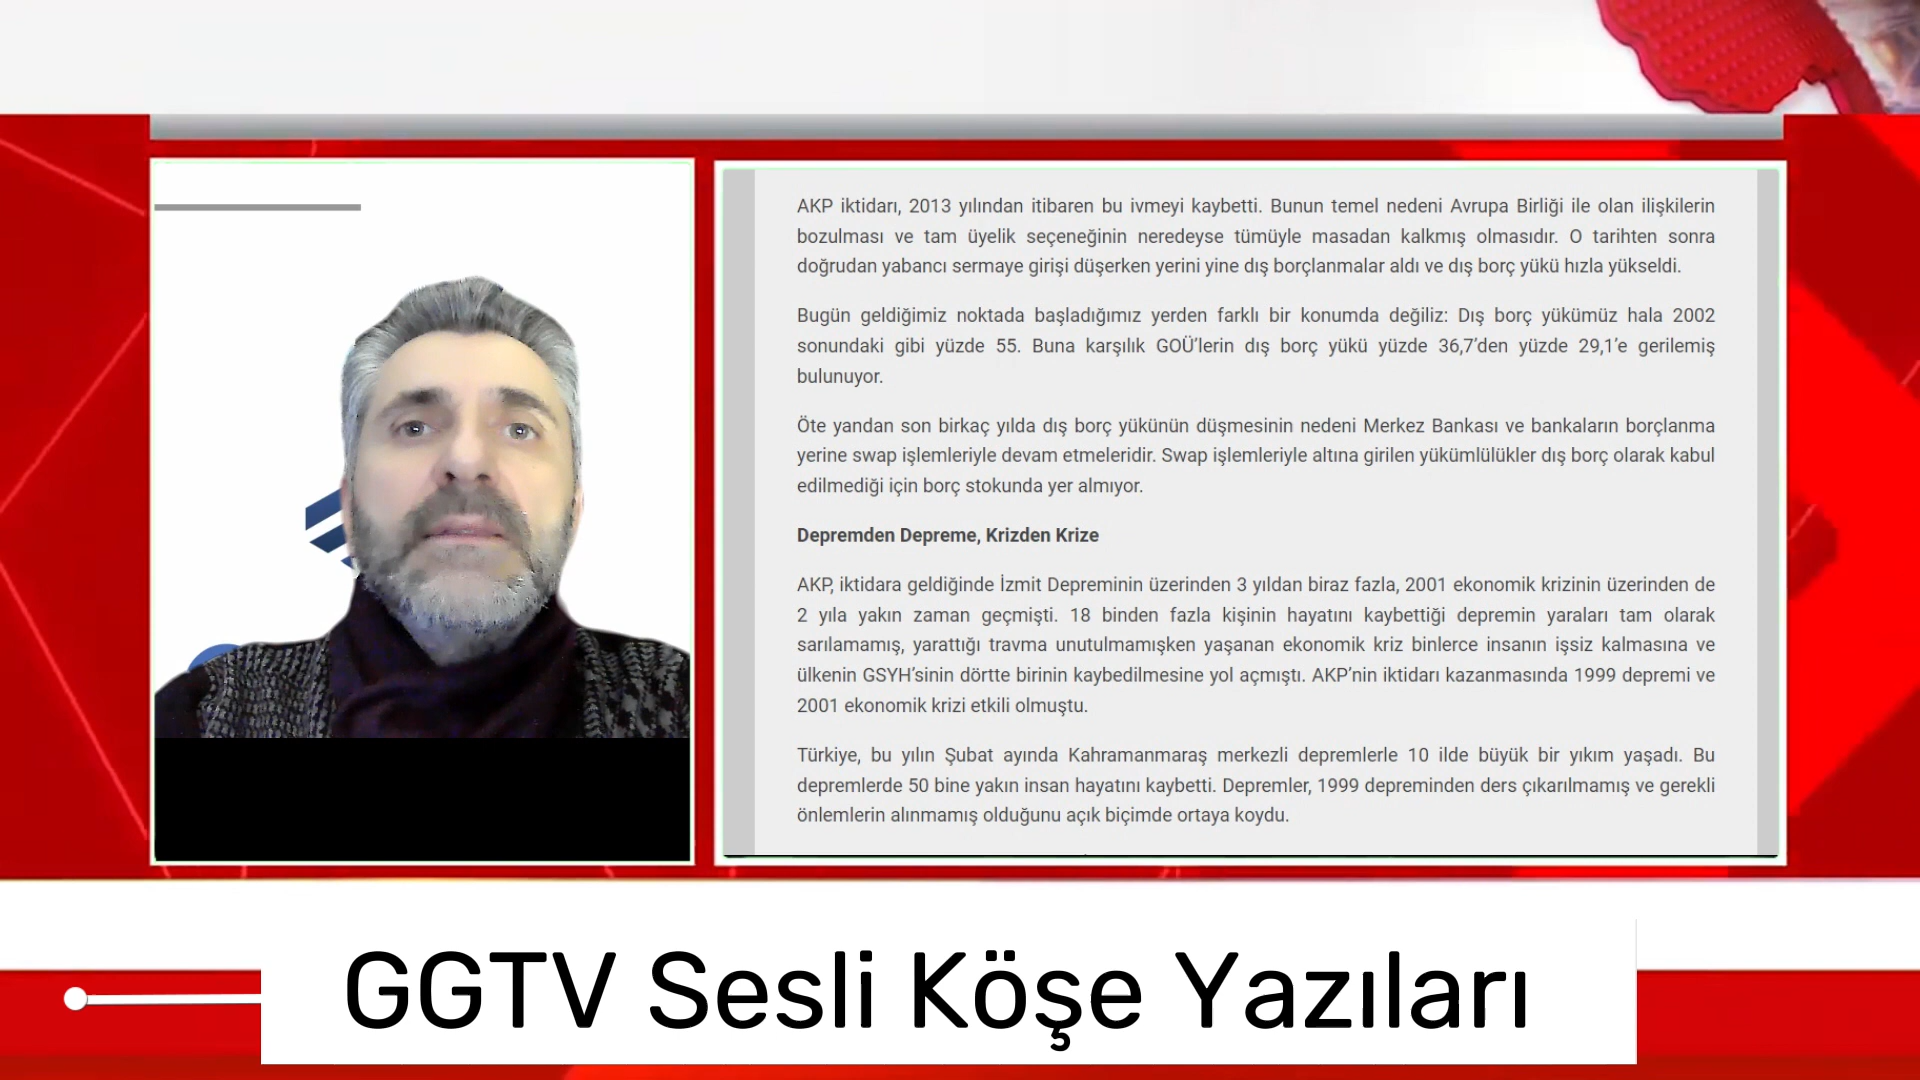 AKP iktidarı, 2013 yılından itibaren bu ivmeyi kaybetti. Bunun temel nedeni Avrupa Birliği ile olan ilişkilerin
bozulması ve tam üyelik seçeneğinin neredeyse tümüyle masadan kalkmış olmasıdır. O tarihten sonra
doğrudan yabancı sermaye girişi düşerken yerini yine dış borçlanmalar aldı ve dış borç yükü hızla yükseldi.
Bugün geldiğimiz noktada başladığımız yerden farklı bir konumda değiliz: Dış borç yükümüz hala 2002
sonundaki gibi yüzde 55. Buna karşılık GOÜ’lerin dış borç yükü yüzde 36,7’den yüzde 29,1’e gerilemiş
bulunuyor.
Öte yandan son birkaç yılda dış borç yükünün düşmesinin nedeni Merkez Bankası ve bankaların borçlanma
yerine swap işlemleriyle devam etmeleridir. Swap işlemleriyle altına girilen yükümlülükler dış borç olarak kabul
edilmediği için borç stokunda yer almıyor.
Depremden Depreme, Krizden Krize
AKP, iktidara geldiğinde İzmit Depreminin üzerinden 3 yıldan biraz fazla, 2001 ekonomik krizinin üzerinden de
2 yıla yakın zaman geçmişti. 18 binden fazla kişinin hayatını kaybettiği depremin yaraları tam olarak
sarılamamış, yarattığı travma unutulmamışken yaşanan ekonomik kriz binlerce insanın işsiz kalmasına ve
ülkenin GSYH’sinin dörtte birinin kaybedilmesine yol açmıştı. AKP’nin iktidarı kazanmasında 1999 depremi ve
2001 ekonomik krizi etkili olmuştu.
Türkiye, bu yılın Şubat ayında Kahramanmaraş merkezli depremlerle 10 ilde büyük bir yıkım yaşadı. Bu
depremlerde 50 bine yakın insan hayatını kaybetti. Depremler, 1999 depreminden ders çıkarılmamış ve gerekli
önlemlerin alınmamış olduğunu açık biçimde ortaya koydu.
GGTV Sesli Köşe Yazıları